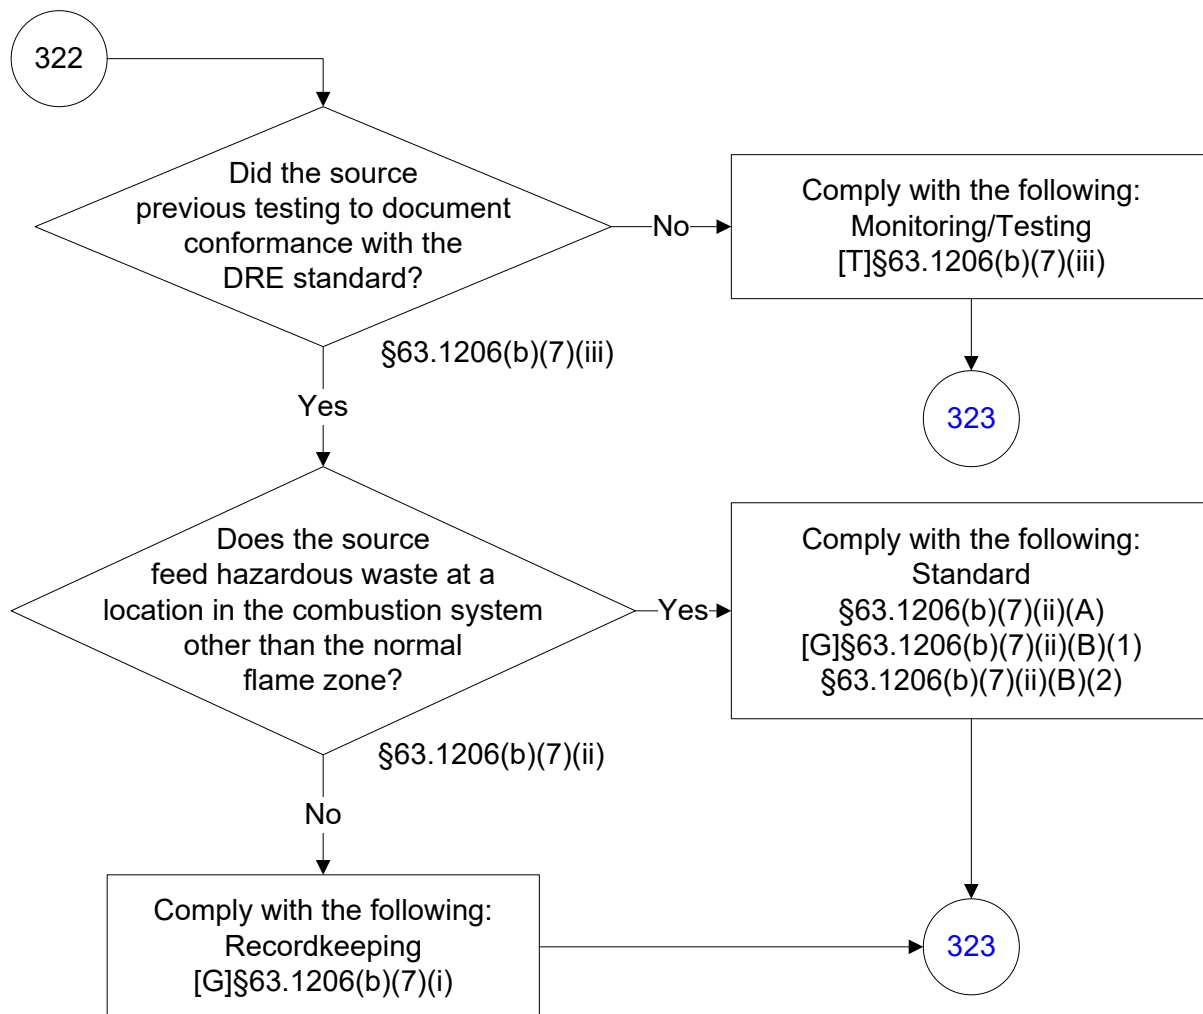 322
Did the source
previous testing to document
conformance with the
DRE standard?
§63.1206(b)(7)(iii)
No
Comply with the following:
Monitoring/Testing
[T]§63.1206(b)(7)(iii)
323
Yes
Does the source
feed hazardous waste at a
location in the combustion system
other than the normal
flame zone?
§63.1206(b)(7)(ii)
Yes
Comply with the following:
Standard
§63.1206(b)(7)(ii)(A)
[G]§63.1206(b)(7)(ii)(B)(1)
§63.1206(b)(7)(ii)(B)(2)
No
Comply with the following:
Recordkeeping
[G]§63.1206(b)(7)(i)
323